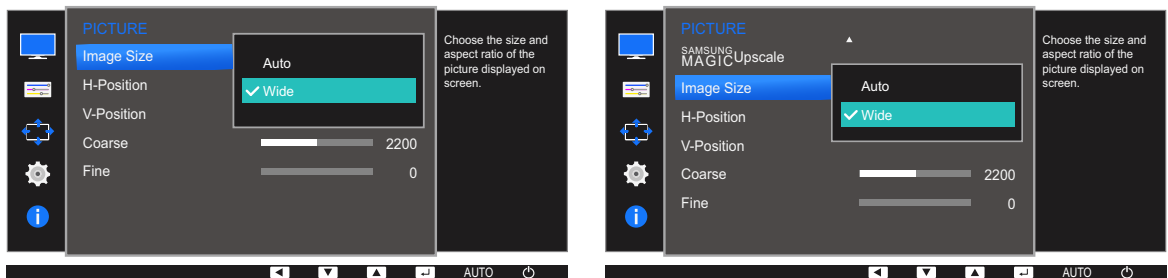 PICTURE
Image Size
Auto
H-Position
Wide
V-Position
Coarse
2200
Fine
0
Choose the size and
aspect ratio of the
picture displayed on
screen.
AUTO
PICTURE
SAMSUNG
MAGIC Upscale
Image Size
Auto
H-Position
Wide
V-Position
Coarse
2200
Fine
0
Choose the size and
aspect ratio of the
picture displayed on
screen.
AUTO